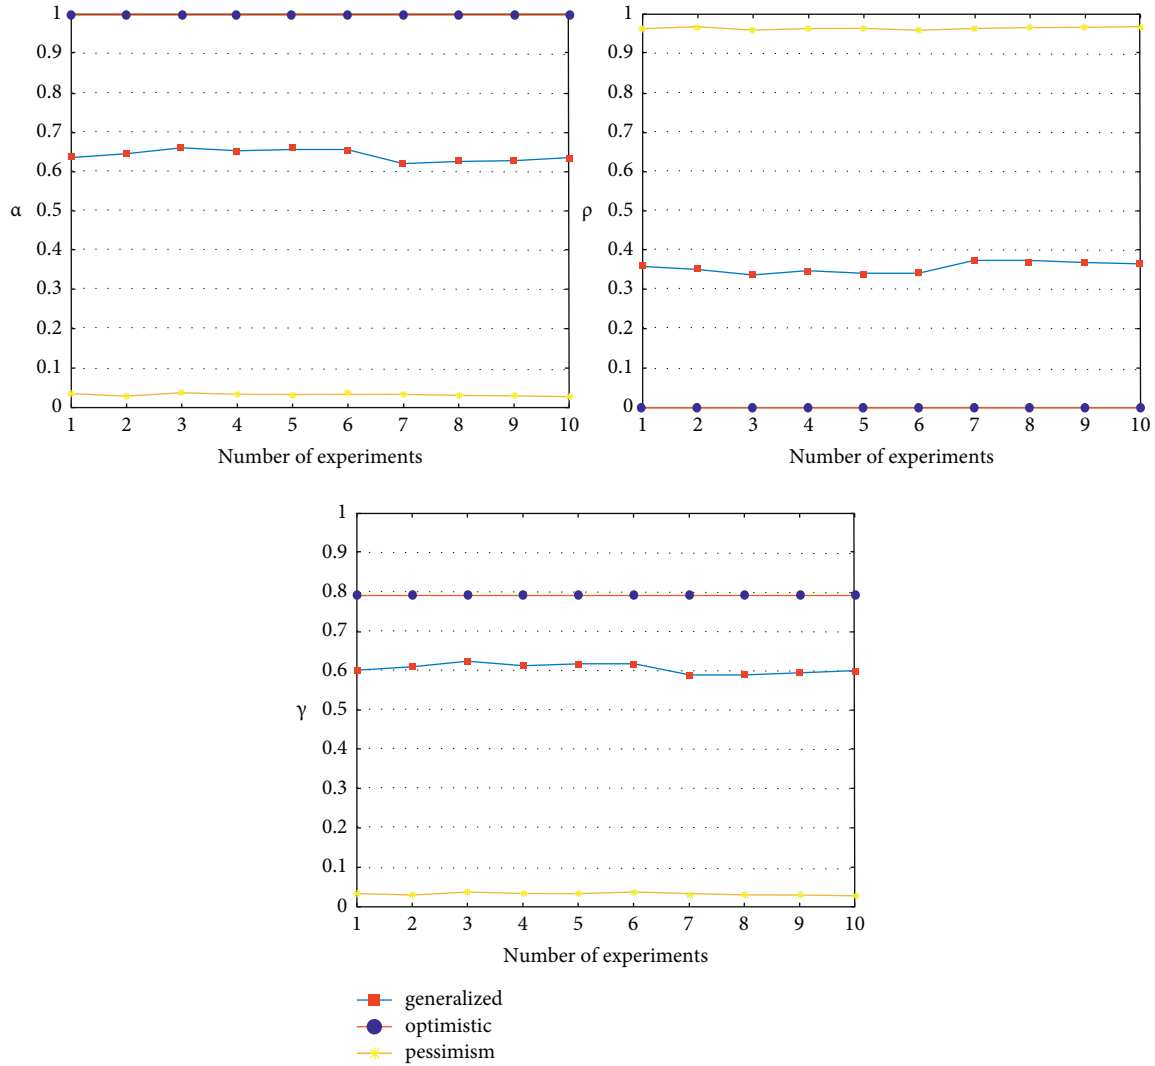 1
0.9
0.8
0.7
0.6
α 0.5
0.4
0.3
0.2
0.1
0
1 2 3 4 5 6 7 8 9 10
Number of experiments
1
0.9
0.8
0.7
0.6
ρ 0.5
0.4
0.3
0.2
0.1
0
1 2 3 4 5 6 7 8 9 10
Number of experiments
1
0.9
0.8
0.7
0.6
γ 0.5
0.4
0.3
0.2
0.1
0
1 2 3 4 5 6 7 8 9 10
Number of experiments
generalized
optimistic
pessimism